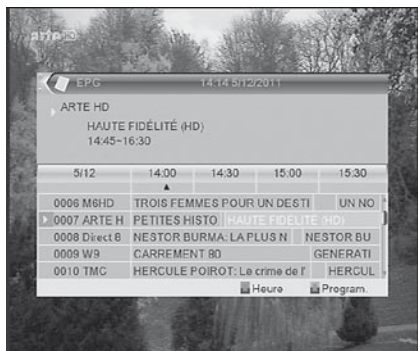 arte HD
EPG 14:14 5/12/2011
ARTE HD
HAUTE FIDÉLITÉ (HD)
14:45~16:30
5/12 14:00 14:30 15:00 15:30
0006 M6HD TROIS FEMMES POUR UN DESTI UN NO
0007 ARTE H PETITES HISTO HAUTE FIDÉLITÉ (HD)
0008 Direct 8 NESTOR BURMA: LA PLUS N NESTOR BU
0009 W9 CARREMENT 80 GENERATI
0010 TMC HERCULE POIROT: Le crime de l' HERCUL
Heure Program.